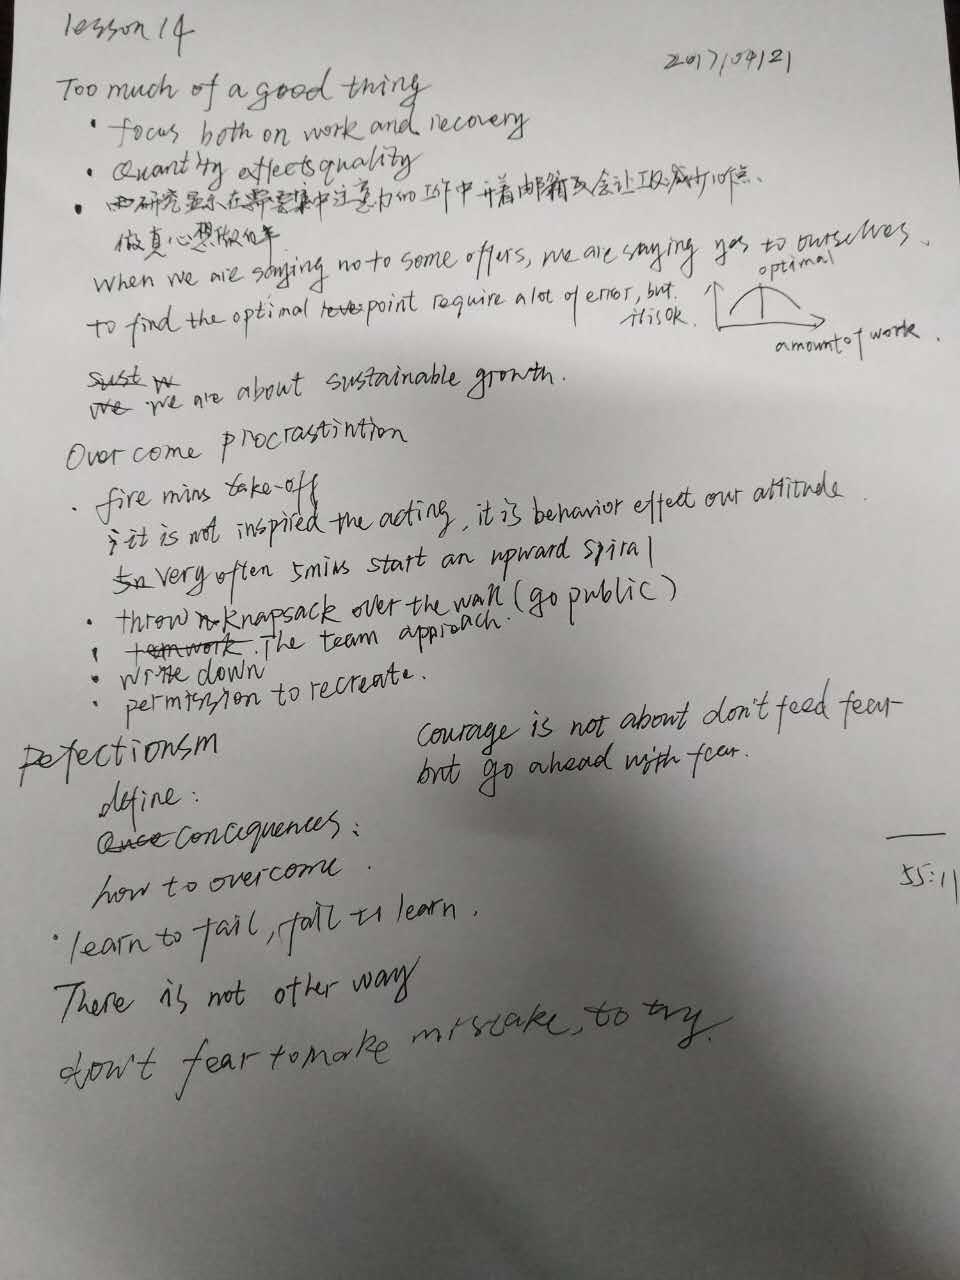 lesson 14
2017/04/21
Too much of a good thing
• focus both on work and recovery
• Quantity effects quality
• 研究显示在需要集中注意力的工作中开着邮箱会让IQ减少10点、
做真心想做的
when we are saying no to some offers, we are saying yes to ourselves.
optimal
to find the optimal point require a lot of error, but
it is ok.
amount of work.
we are about sustainable growth.
Over come procrastintion
• fire mins take-off
it is not inspired the acting, it is behavior effect our attitude.
very often 5mins start an upward spiral
• throw knapsack over the wall (go public)
• The team approach.
• write down
• permission to recreate.
Pefectionsm
courage is not about don't feed fear
but go ahead with fear.
define:
concequences:
how to overcome.
55:11
• learn to fail, fail to learn.
There is not other way
don't fear to make mistake, to try.